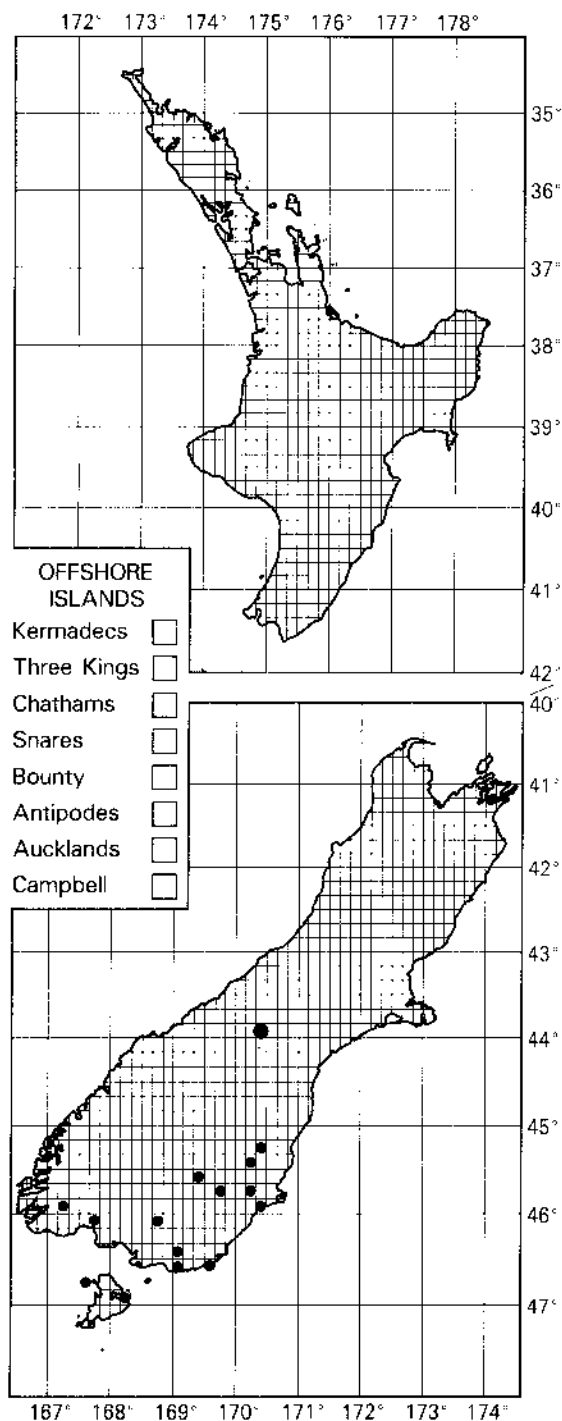 172° 173° 174° 175° 176° 177° 178°
35°
36°
37°
38°
39°
40°
41°
42°
OFFSHORE
ISLANDS
Kermadecs
Three Kings
Chathams
Snares
Bounty
Antipodes
Aucklands
Campbell
40°
41°
42°
43°
44°
45°
46°
47°
167° 168° 169° 170° 171° 172° 173° 174°